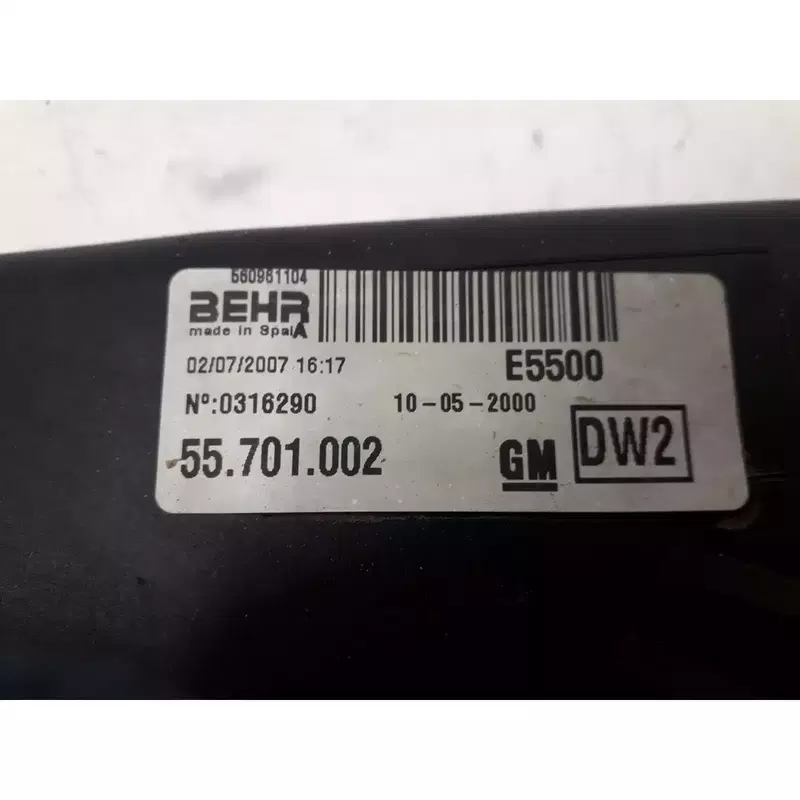 560961104
BEHR
made in Spain
A
02/07/2007 16:17
E5500
Nº:0316290
10-05-2000
55.701.002
GM
DW2